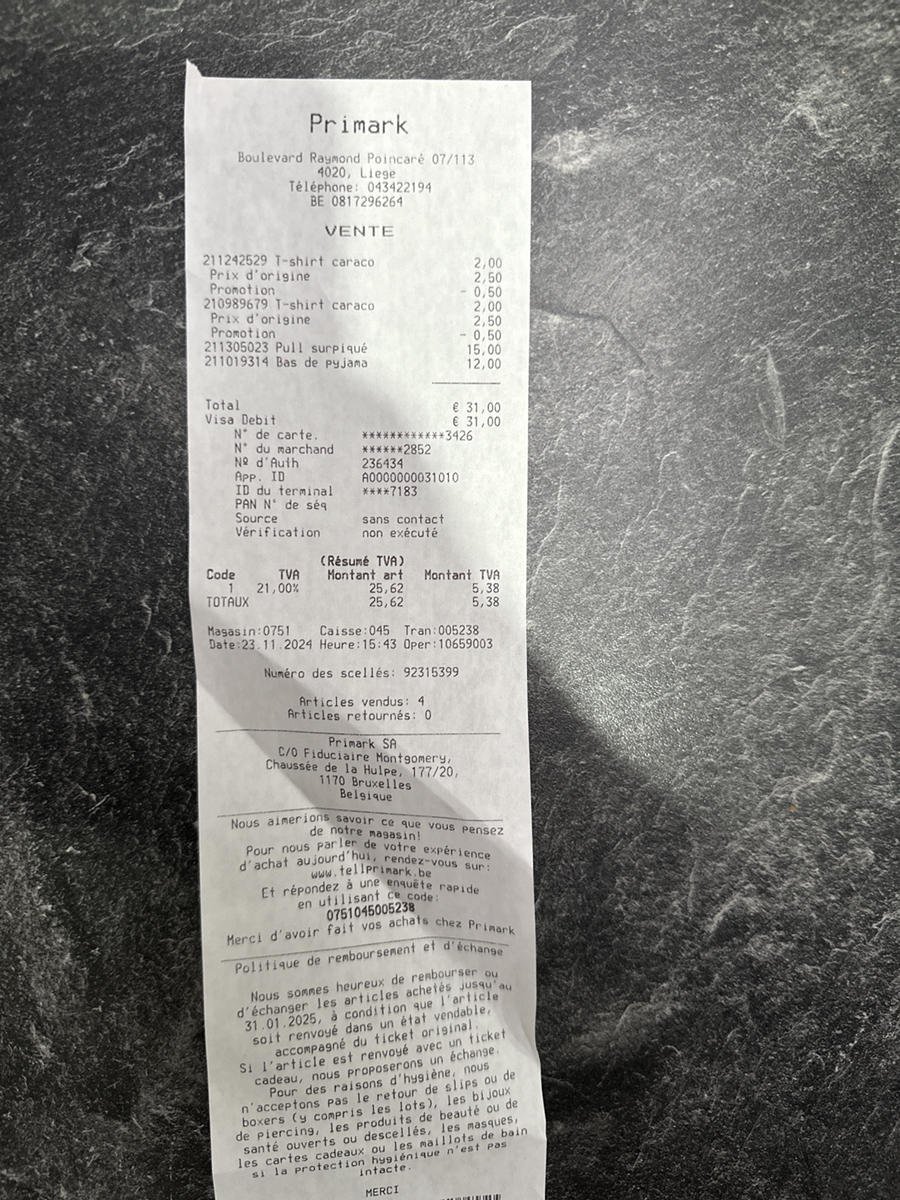 Primark
Boulevard Raymond Poincaré 07/113
4020, Liege
Téléphone: 043422194
BE 0817296264
VENTE
211242529 T-shirt caraco 2,00
Prix d'origine 2,50
Promotion - 0,50
210989679 T-shirt caraco 2,00
Prix d'origine 2,50
Promotion - 0,50
211305023 Pull surpiqué 15,00
211019314 Bas de pyjama 12,00
Total € 31,00
Visa Debit € 31,00
N° de carte. ************3426
N° du marchand ******2852
Nº d'Auth 236434
App. ID A0000000031010
ID du terminal ****7183
PAN N° de séq
Source sans contact
Vérification non exécuté
(Résumé TVA)
Code TVA Montant art Montant TVA
1 21,00% 25,62 5,38
TOTAUX 25,62 5,38
Magasin:0751 Caisse:045 Tran:005238
Date:23.11.2024 Heure:15:43 Oper:10659003
Numéro des scellés: 92315399
Articles vendus: 4
Articles retournés: 0
Primark SA
C/O Fiduciaire Montgomery,
Chaussée de la Hulpe, 177/20,
1170 Bruxelles
Belgique
Nous aimerions savoir ce que vous pensez
de notre magasin!
Pour nous parler de votre expérience
d'achat aujourd'hui, rendez-vous sur:
www.tellprimark.be
Et répondez à une enquête rapide
en utilisant ce code:
0751045005238
Merci d'avoir fait vos achats chez Primark
Politique de remboursement et d'échange
Nous sommes heureux de rembourser ou
d'échanger les articles achetés jusqu'au
31.01.2025, à condition que l'article
soit renvoyé dans un état vendable,
accompagné du ticket original.
Si l'article est renvoyé avec un ticket
cadeau, nous proposerons un échange.
Pour des raisons d'hygiène, nous
n'acceptons pas le retour de slips ou de
boxers (y compris les lots), les bijoux
de piercing, les produits de beauté ou de
santé ouverts ou descellés, les masques,
les cartes cadeaux ou les maillots de bain
si la protection hygiénique n'est pas
intacte.
MERCI